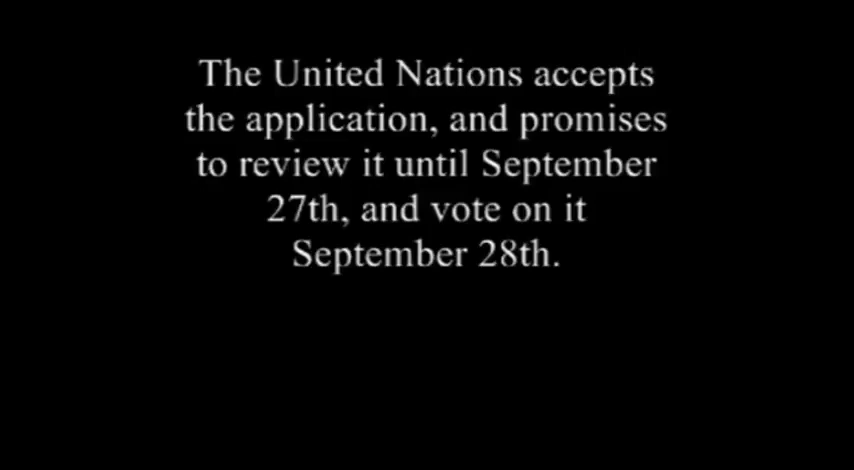 The United Nations accepts
the application, and promises
to review it until September
27th, and vote on it
September 28th.